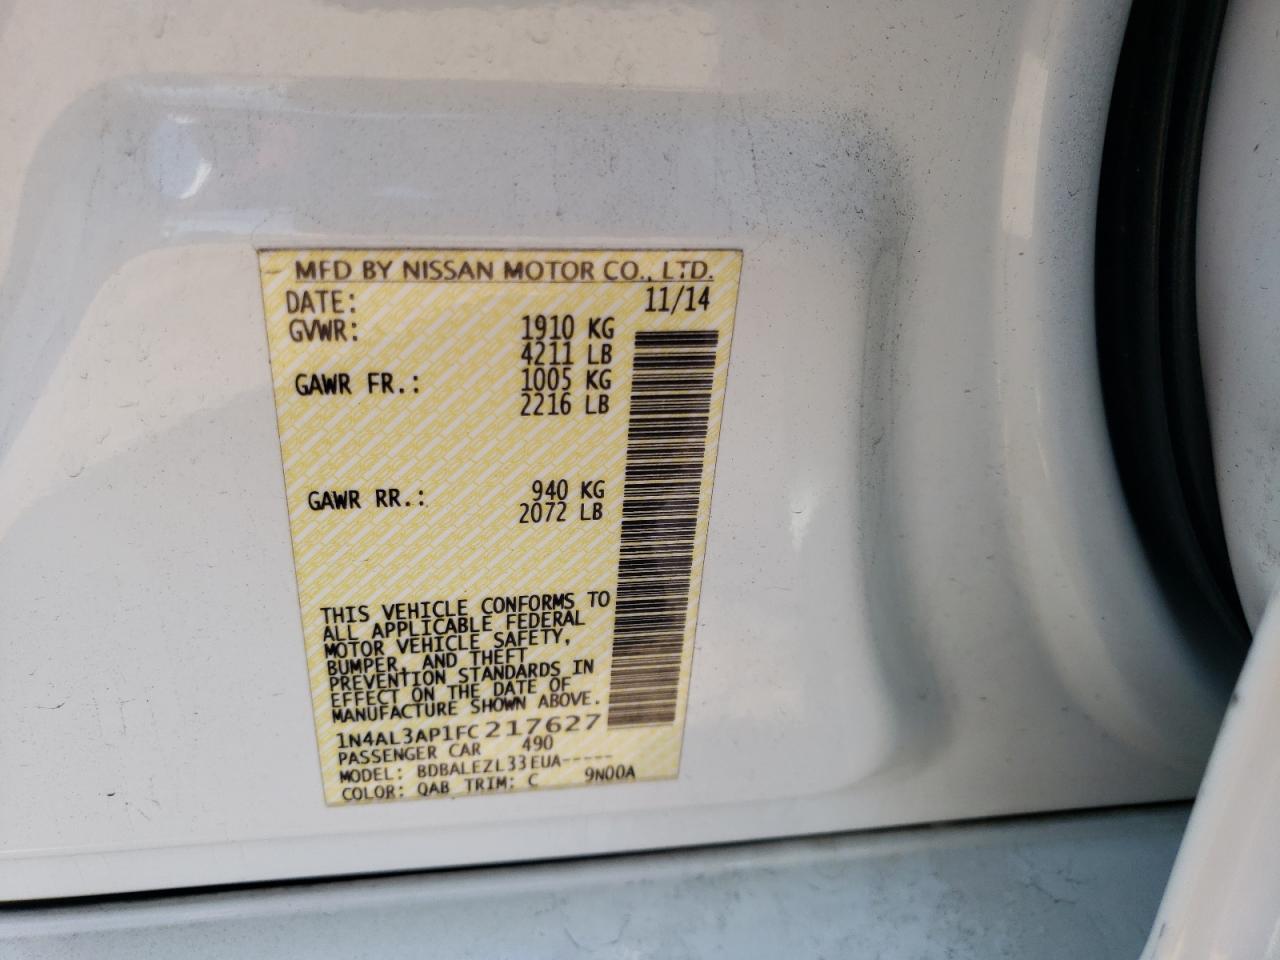 MFD BY NISSAN MOTOR CO., LTD.
DATE: 11/14
GVWR: 1910 KG
4211 LB
GAWR FR.: 1005 KG
2216 LB
GAWR RR.: 940 KG
2072 LB
THIS VEHICLE CONFORMS TO
ALL APPLICABLE FEDERAL
MOTOR VEHICLE SAFETY,
BUMPER, AND THEFT
PREVENTION STANDARDS IN
EFFECT ON THE DATE OF
MANUFACTURE SHOWN ABOVE.
1N4AL3AP1FC217627
PASSENGER CAR 490
MODEL: BDBALEZL33EUA-----
COLOR: QAB TRIM: C 9N00A